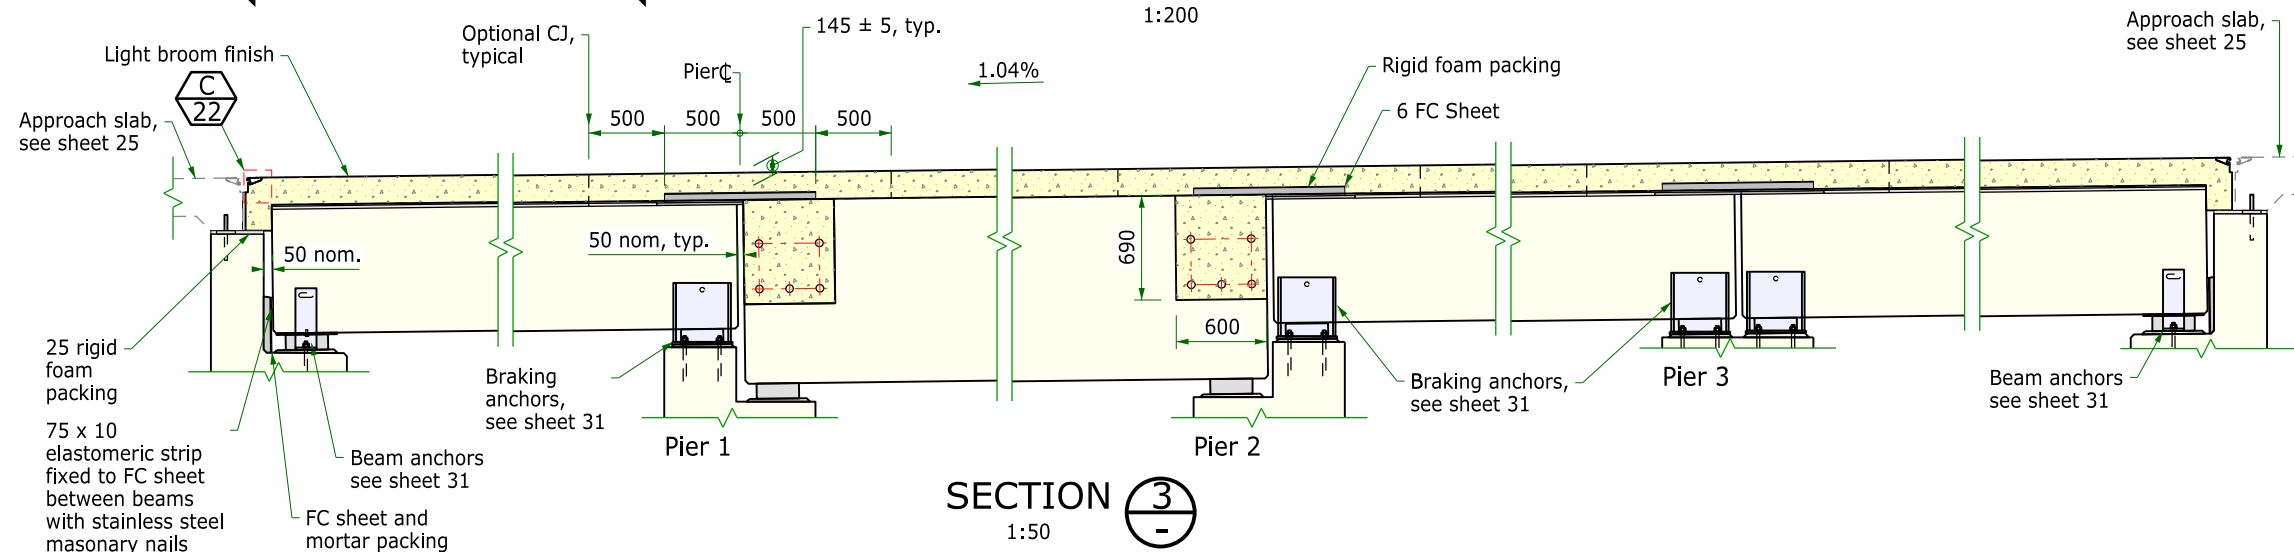 1:200
Approach slab,
see sheet 25
Optional CJ,
typical
145 ± 5, typ.
Light broom finish
Pier ℄
1.04%
Rigid foam packing
C
22
6 FC Sheet
Approach slab,
see sheet 25
500
500
500
500
50 nom.
50 nom, typ.
690
600
25 rigid
foam
packing
Braking
anchors,
see sheet 31
Braking anchors,
see sheet 31
Pier 3
Beam anchors
see sheet 31
75 x 10
elastomeric strip
fixed to FC sheet
between beams
with stainless steel
masonary nails
Beam anchors
see sheet 31
FC sheet and
mortar packing
Pier 1
Pier 2
SECTION
1:50
3
-